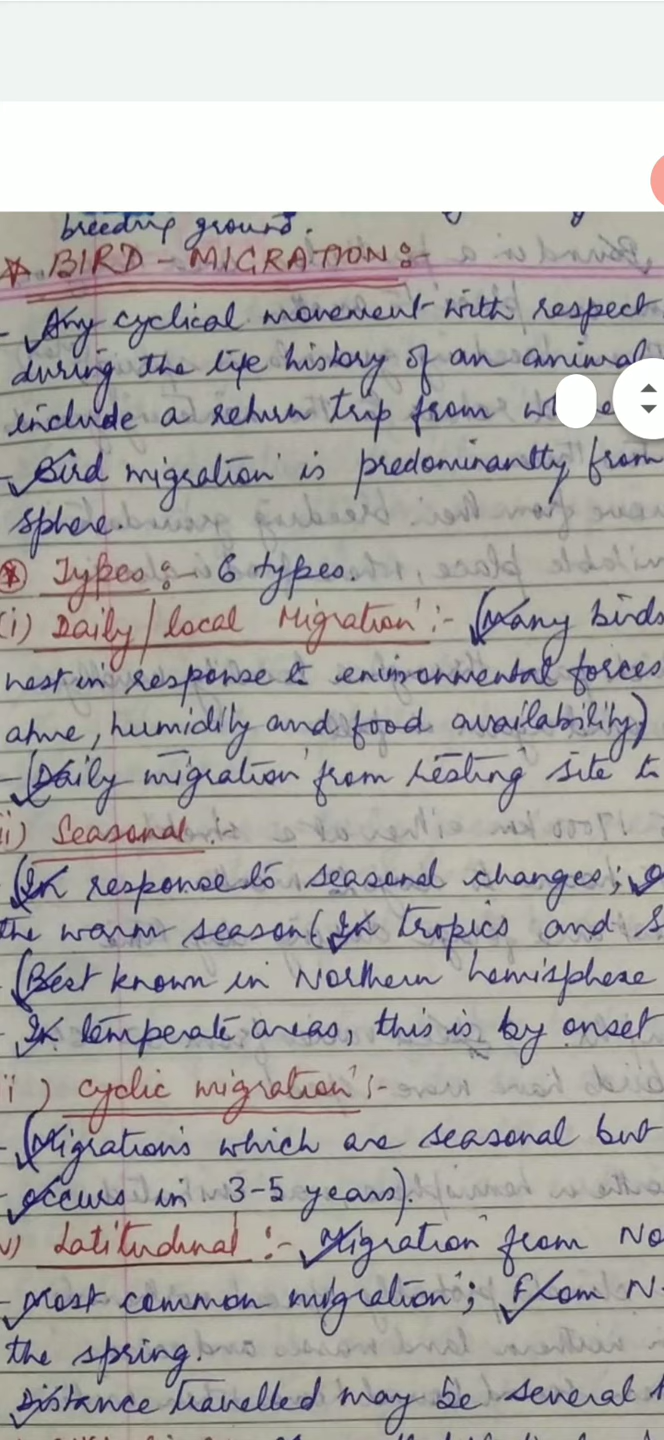 breeding ground.
BIRD - MIGRATION :-
- Any cyclical movement with respect
during the life history of an animal
include a return trip from
- Bird migration is predominantly from
sphere.
Types :- 6 types.
(i) Daily/local Migration :- (Many birds
nest in response to environmental forces
, humidity and food availability)
- (Daily migration from resting site to
ii) Seasonal.
- (In response to seasonal changes;
the warm season (In tropics and S
- (Best known in Northern hemisphere
- In temperate areas, this is by onset
i) cyclic migration :-
- (Migrations which are seasonal but
- occurs in 3-5 years).
v) Latitudinal :- Migration from No
- Most common migration; From N.
the spring.
Distance travelled may be several